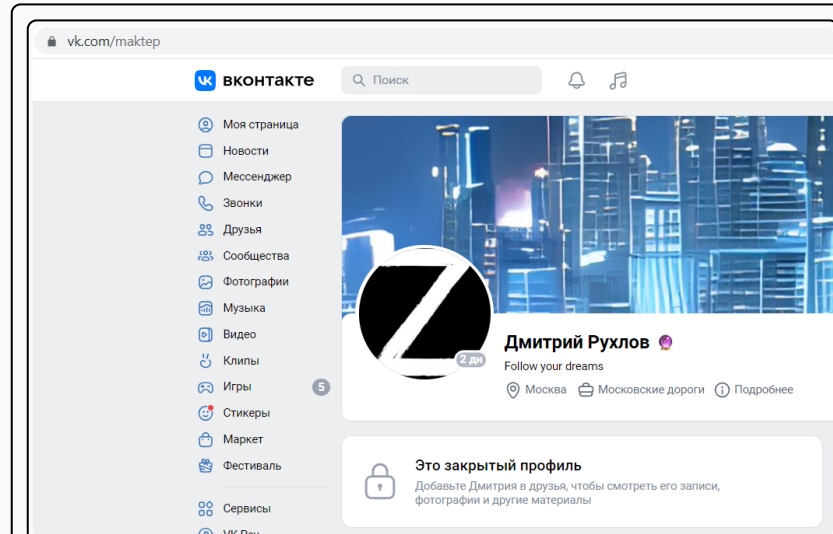 vk.com/maktep
вконтакте
Поиск
Моя страница
Новости
Мессенджер
Звонки
Друзья
Сообщества
Фотографии
Музыка
Видео
Клипы
Игры 5
Стикеры
Маркет
Фестиваль
Сервисы
VK Pay
Z
2 дн
Дмитрий Рухлов
Follow your dreams
Москва Московские дороги Подробнее
Это закрытый профиль
Добавьте Дмитрия в друзья, чтобы смотреть его записи,
фотографии и другие материалы